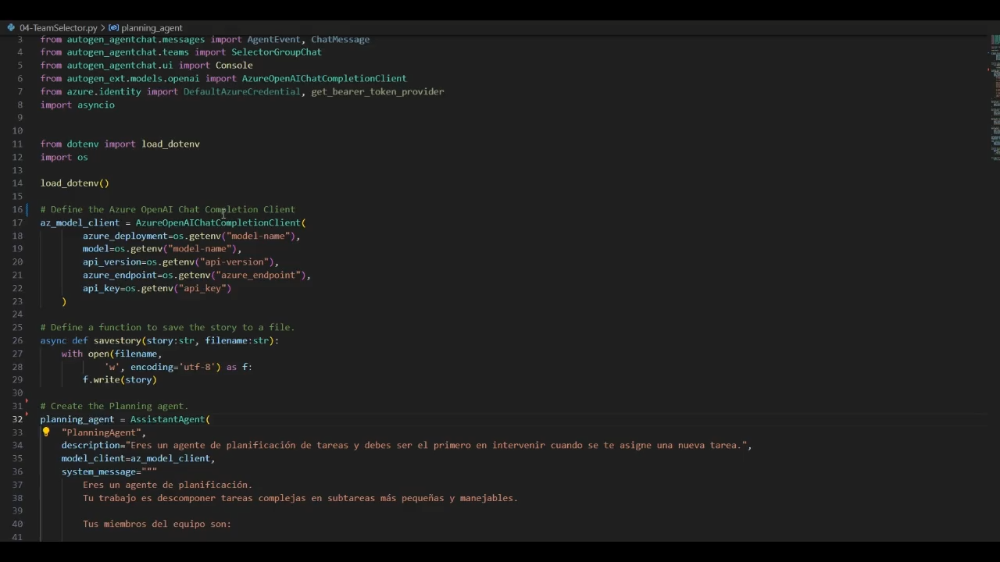 04-TeamSelector.py > planning_agent
3 from autogen_agentchat.messages import AgentEvent, ChatMessage
4 from autogen_agentchat.teams import SelectorGroupChat
5 from autogen_agentchat.ui import Console
6 from autogen_ext.models.openai import AzureOpenAIChatCompletionClient
7 from azure.identity import DefaultAzureCredential, get_bearer_token_provider
8 import asyncio
9
10
11 from dotenv import load_dotenv
12 import os
13
14 load_dotenv()
15
16 # Define the Azure OpenAI Chat Completion Client
17 az_model_client = AzureOpenAIChatCompletionClient(
18 azure_deployment=os.getenv("model-name"),
19 model=os.getenv("model-name"),
20 api_version=os.getenv("api-version"),
21 azure_endpoint=os.getenv("azure_endpoint"),
22 api_key=os.getenv("api_key")
23 )
24
25 # Define a function to save the story to a file.
26 async def savestory(story:str, filename:str):
27 with open(filename,
28 'w', encoding='utf-8') as f:
29 f.write(story)
30
31 # Create the Planning agent.
32 planning_agent = AssistantAgent(
33 "PlanningAgent",
34 description="Eres un agente de planificación de tareas y debes ser el primero en intervenir cuando se te asigne una nueva tarea.",
35 model_client=az_model_client,
36 system_message="""
37 Eres un agente de planificación.
38 Tu trabajo es descomponer tareas complejas en subtareas más pequeñas y manejables.
39
40 Tus miembros del equipo son:
41